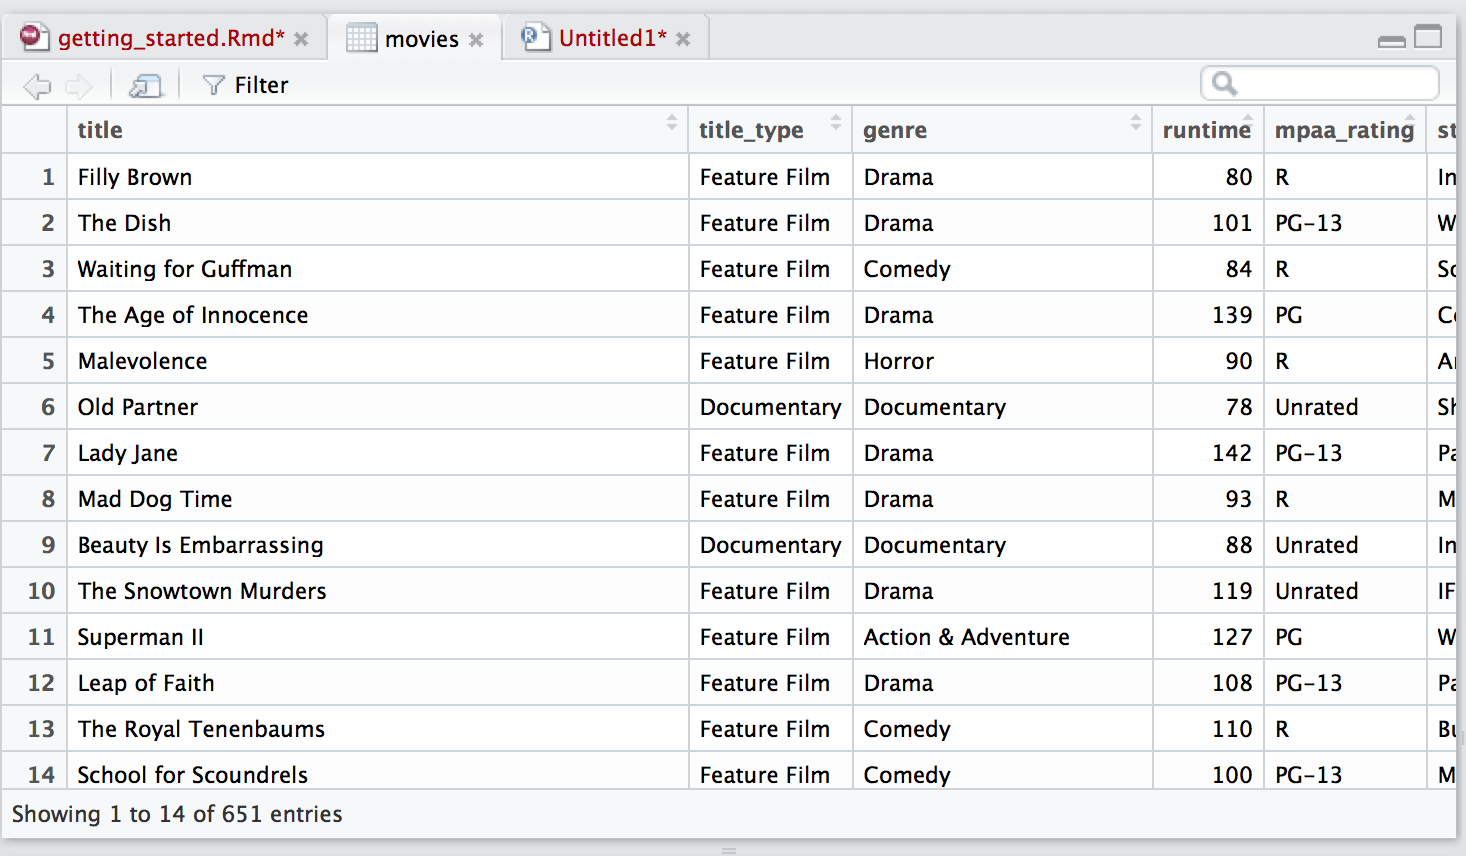 getting_started.Rmd* movies Untitled1*
Filter
title title_type genre runtime mpaa_rating st
1 Filly Brown Feature Film Drama 80 R In
2 The Dish Feature Film Drama 101 PG-13 W
3 Waiting for Guffman Feature Film Comedy 84 R Sc
4 The Age of Innocence Feature Film Drama 139 PG Co
5 Malevolence Feature Film Horror 90 R An
6 Old Partner Documentary Documentary 78 Unrated Sh
7 Lady Jane Feature Film Drama 142 PG-13 Pa
8 Mad Dog Time Feature Film Drama 93 R M
9 Beauty Is Embarrassing Documentary Documentary 88 Unrated In
10 The Snowtown Murders Feature Film Drama 119 Unrated IF
11 Superman II Feature Film Action & Adventure 127 PG W
12 Leap of Faith Feature Film Drama 108 PG-13 Pa
13 The Royal Tenenbaums Feature Film Comedy 110 R Bu
14 School for Scoundrels Feature Film Comedy 100 PG-13 M
Showing 1 to 14 of 651 entries